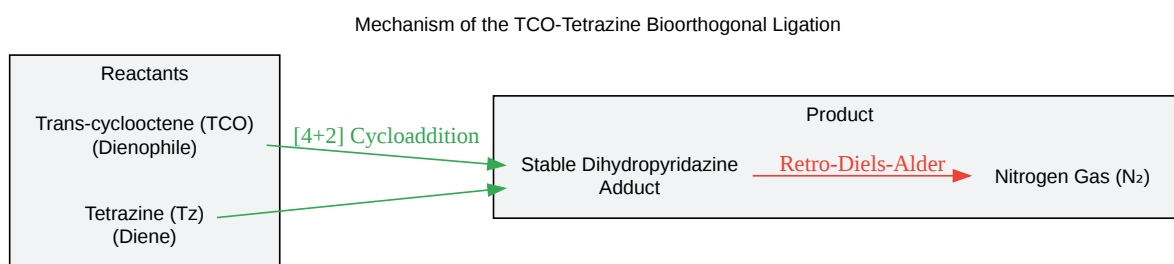 Mechanism of the TCO-Tetrazine Bioorthogonal Ligation
Reactants
Trans-cyclooctene (TCO)
(Dienophile)
[4+2] Cycloaddition
Tetrazine (Tz)
(Diene)
Product
Stable Dihydropyridazine
Adduct
Retro-Diels-Alder
Nitrogen Gas (N₂)